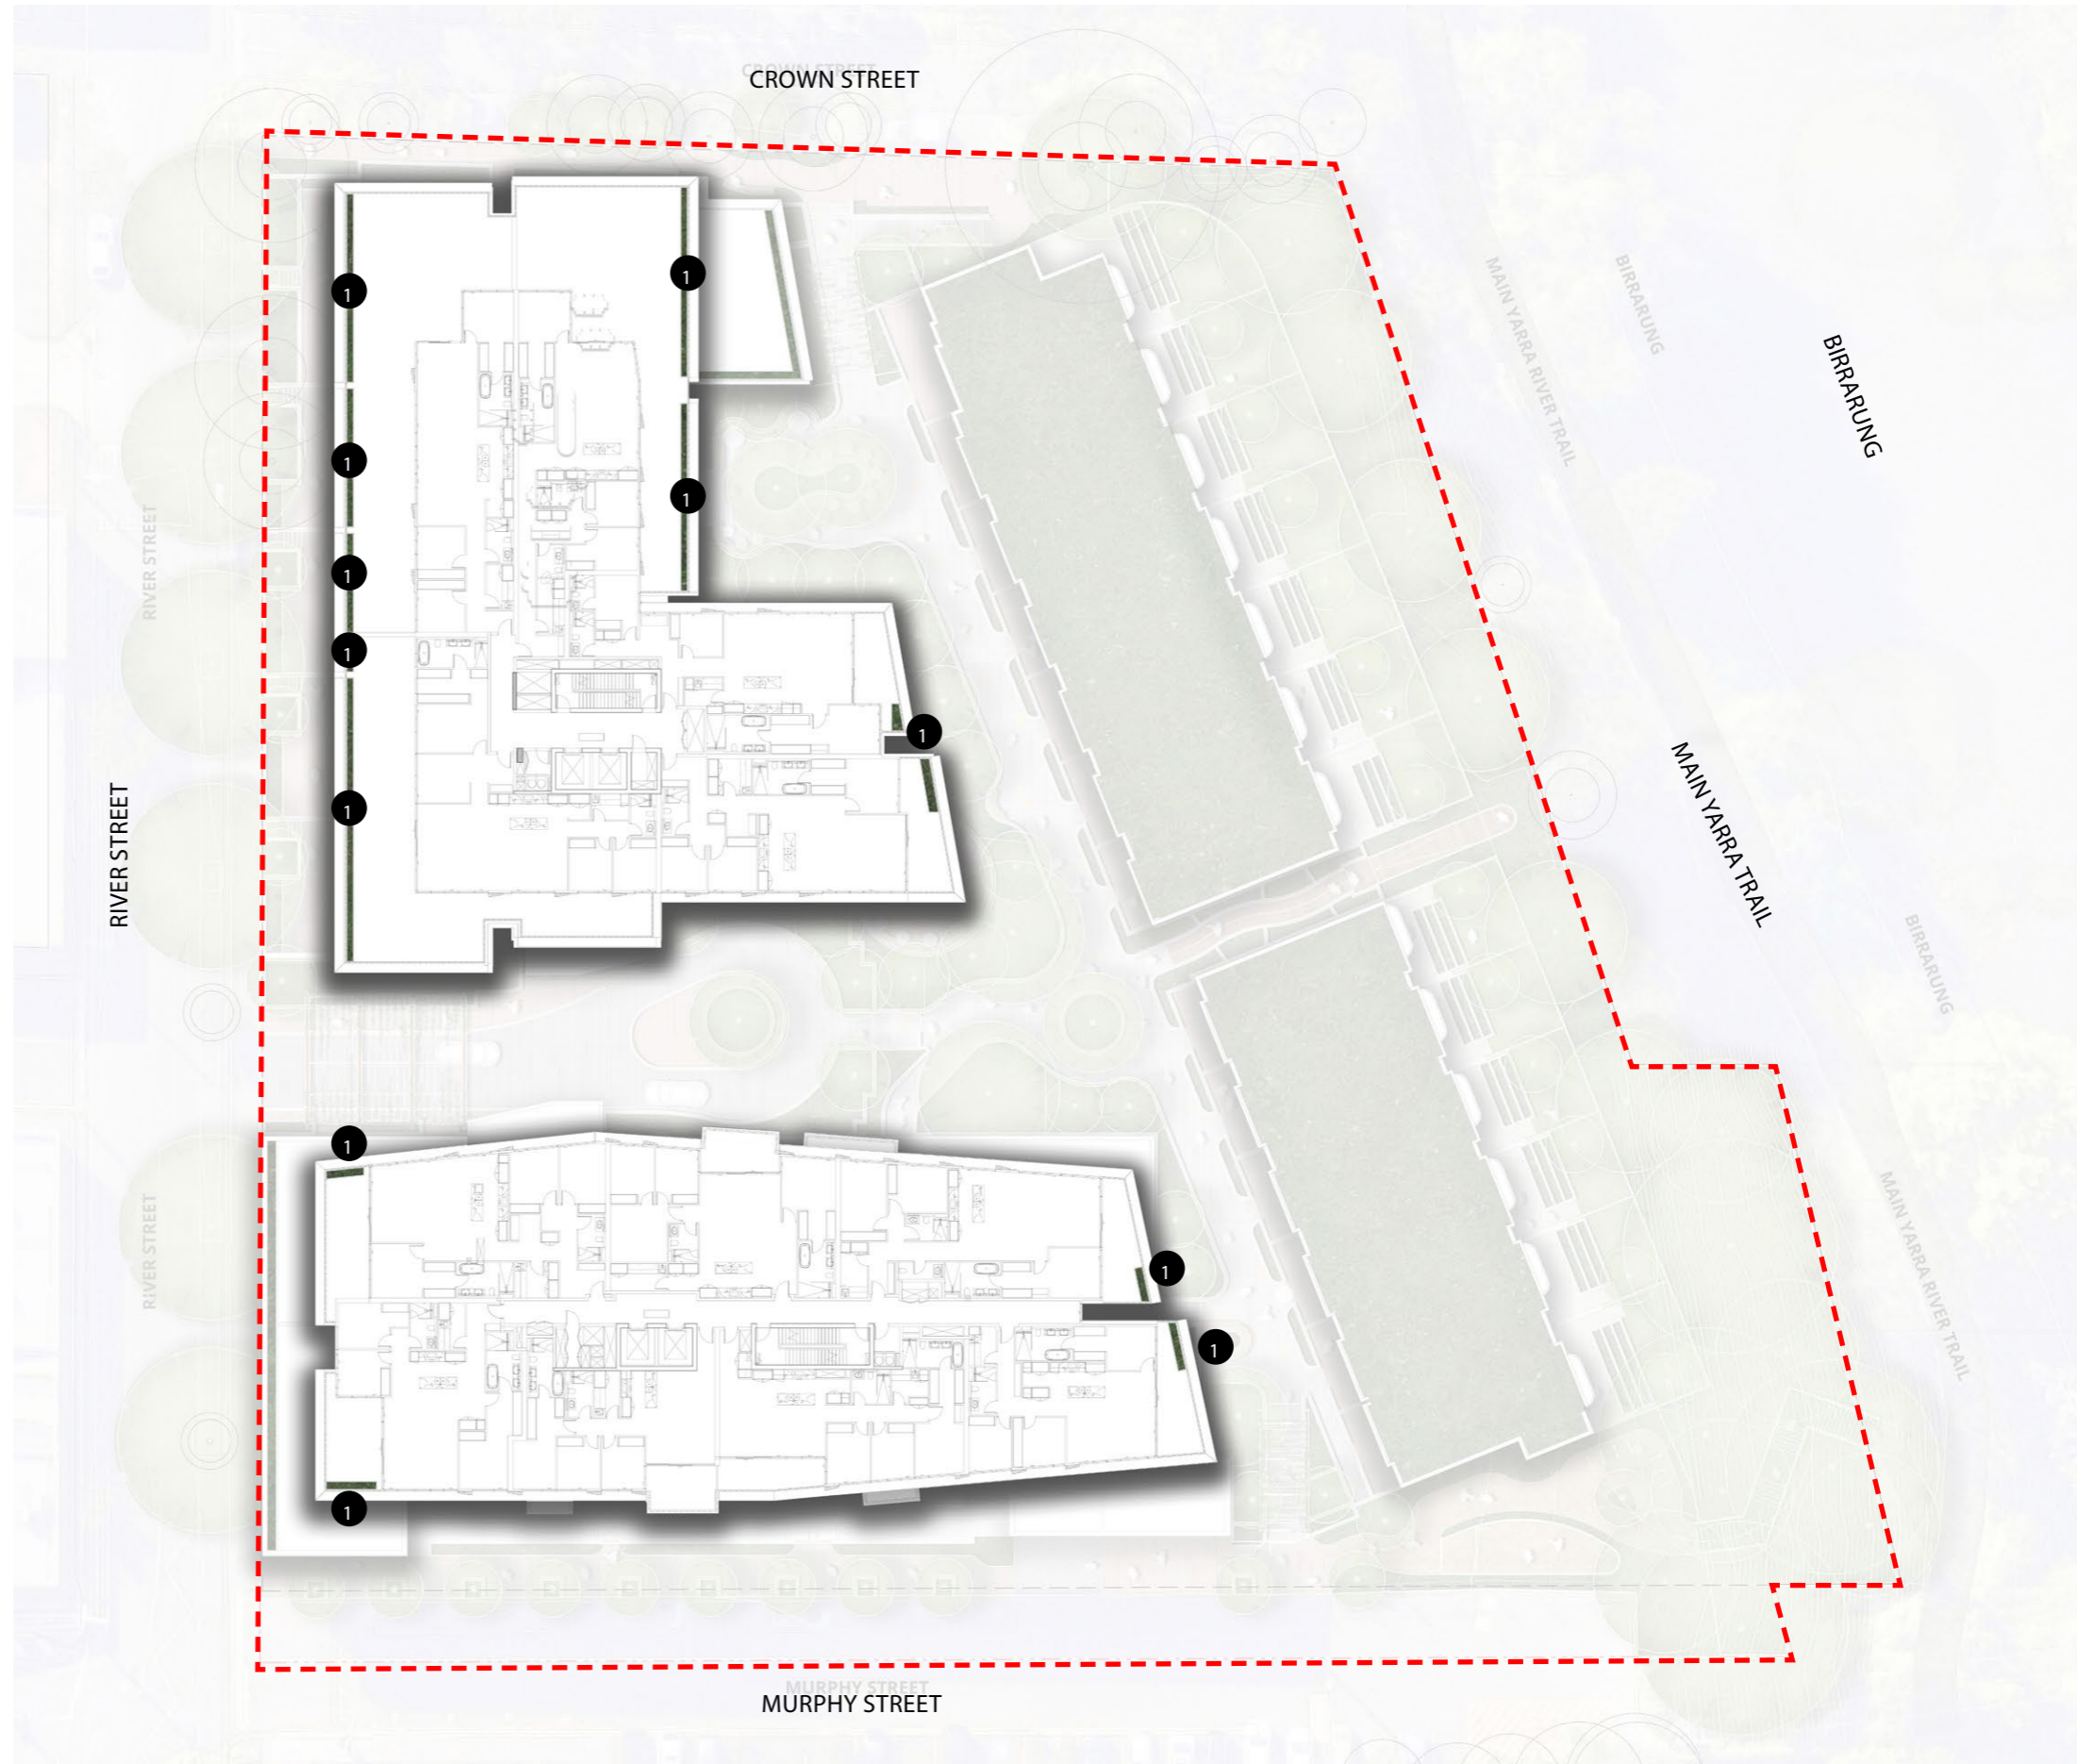 CROWN STREET
CROWN STREET
1
1
1
1
1
1
1
1
1
1
1
1
RIVER STREET
RIVER STREET
RIVER STREET
MAIN YARRA RIVER TRAIL
BIRRARUNG
BIRRARUNG
MAIN YARRA TRAIL
BIRRARUNG
MAIN YARRA RIVER TRAIL
MURPHY STREET
MURPHY STREET